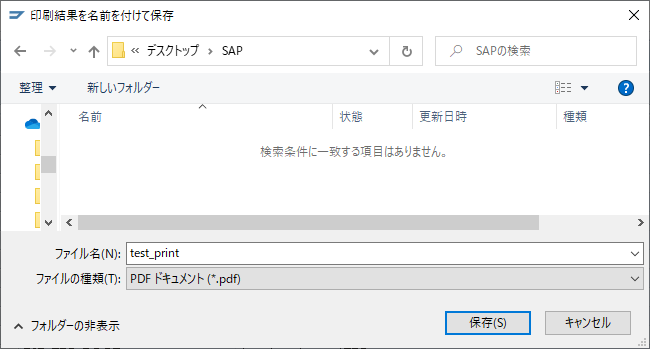 印刷結果を名前を付けて保存
« デスクトップ › SAP
SAPの検索
整理
新しいフォルダー
?
名前 状態 更新日時 種類
検索条件に一致する項目はありません。
ファイル名(N): test_print
ファイルの種類(T): PDF ドキュメント (*.pdf)
フォルダーの非表示
保存(S) キャンセル